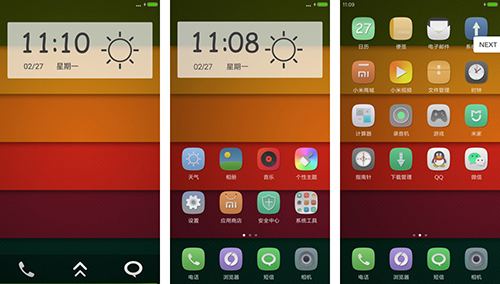 11:10
02/27 星期一
11:08
02/27 星期一
天气 相册 音乐 个性主题
设置 应用商店 安全中心 系统工具
电话 浏览器 短信 相机
11:09
27
日历 便签 电子邮件
NEXT
小米商城 小米视频 文件管理 时钟
计算器 录音机 游戏 米家
指南针 下载管理 QQ 微信
电话 浏览器 短信 相机